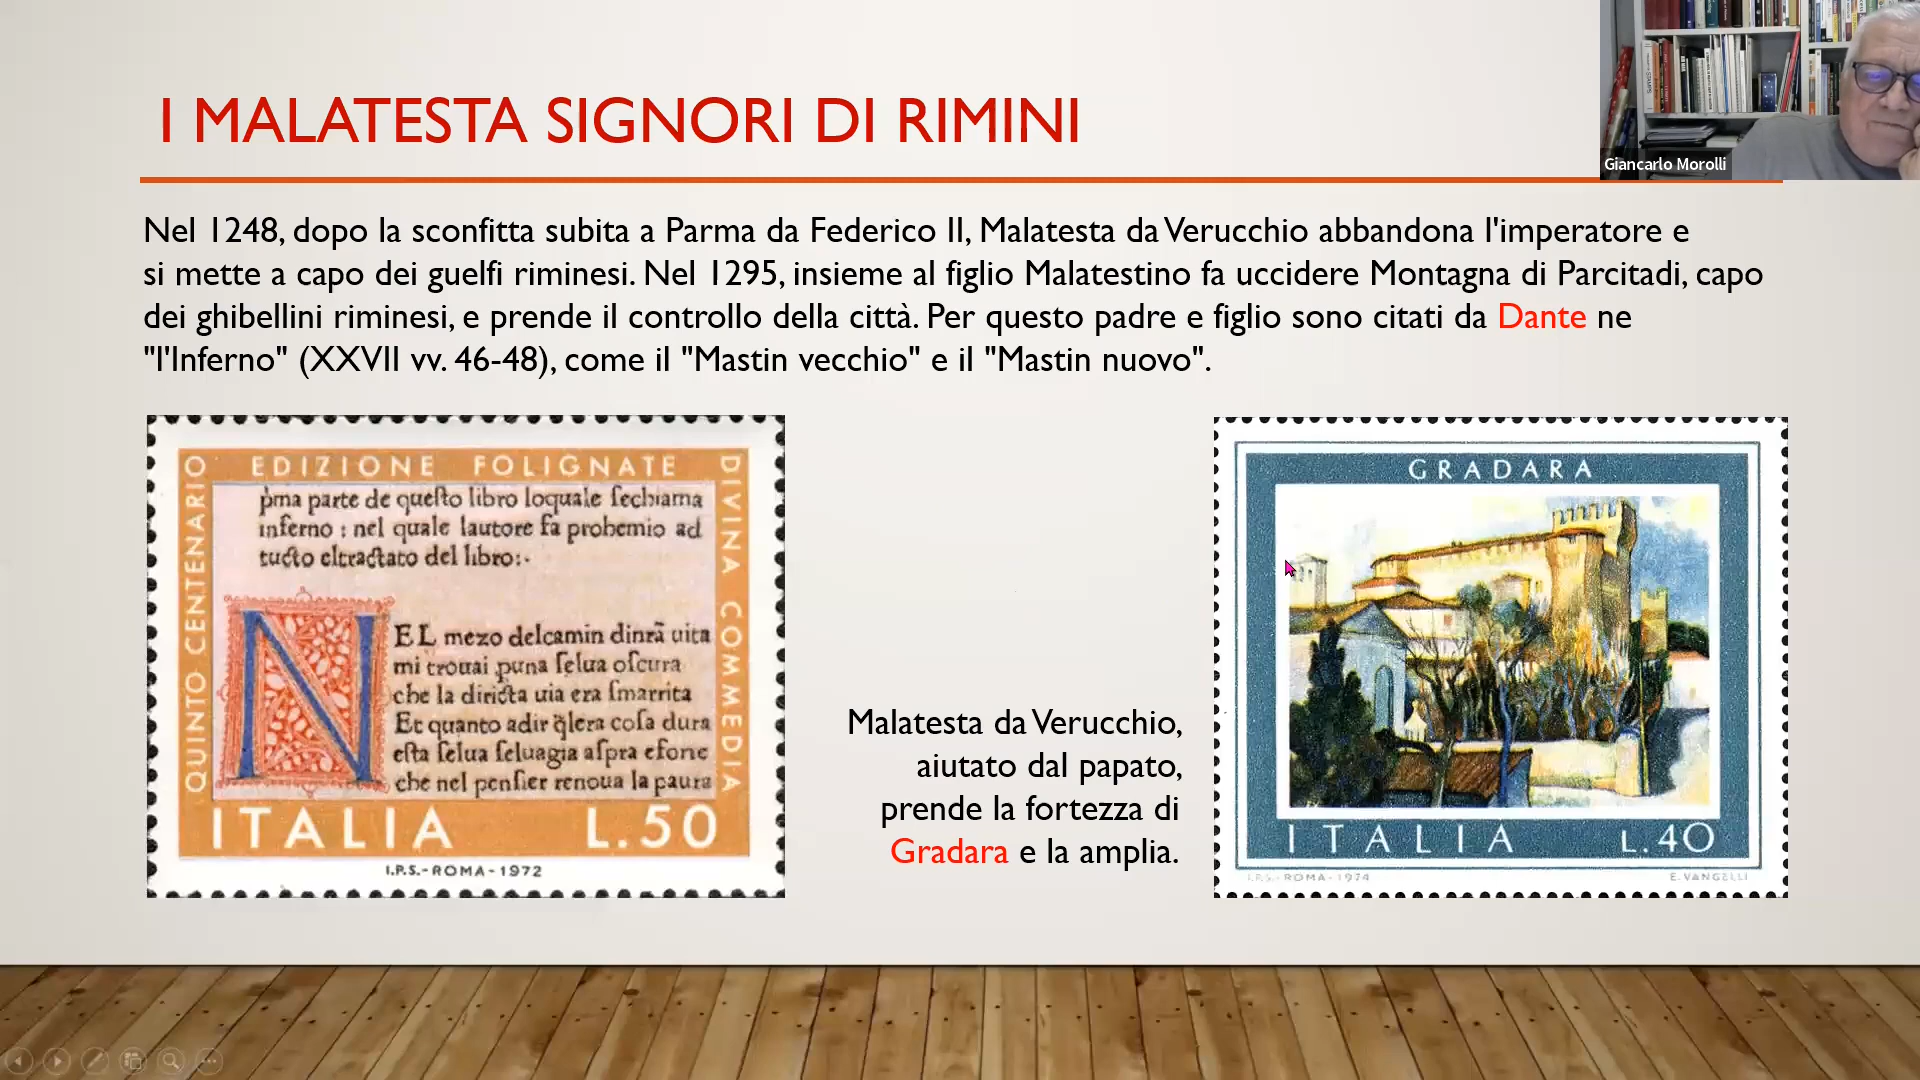 I MALATESTA SIGNORI DI RIMINI
Giancarlo Morolli
Nel 1248, dopo la sconfitta subita a Parma da Federico II, Malatesta da Verucchio abbandona l'imperatore e
si mette a capo dei guelfi riminesi. Nel 1295, insieme al figlio Malatestino fa uccidere Montagna di Parcitadi, capo
dei ghibellini riminesi, e prende il controllo della città. Per questo padre e figlio sono citati da Dante ne
"l'Inferno" (XXVII vv. 46-48), come il "Mastin vecchio" e il "Mastin nuovo".
QUINTO CENTENARIO
EDIZIONE FOLIGNATE
DIVINA COMMEDIA
p̄ma parte de queſto libro loquale ſechiama
inferno : nel quale lautore fa probemio ad
tucto eltractato del libro:·
NEL mezo delcamin dinrã uita
mi trouai puna ſelua oſcura
che la diricta uia era ſmarrita
Et quanto adir q̃lera coſa dura
eſta ſelua ſeluagia aſpra eforte
che nel penſier renoua la paura
ITALIA L.50
I.P.S.-ROMA-1972
Malatesta da Verucchio,
aiutato dal papato,
prende la fortezza di
Gradara e la amplia.
GRADARA
ITALIA L.40
I.P.S.-ROMA-1974 E. VANGELLI